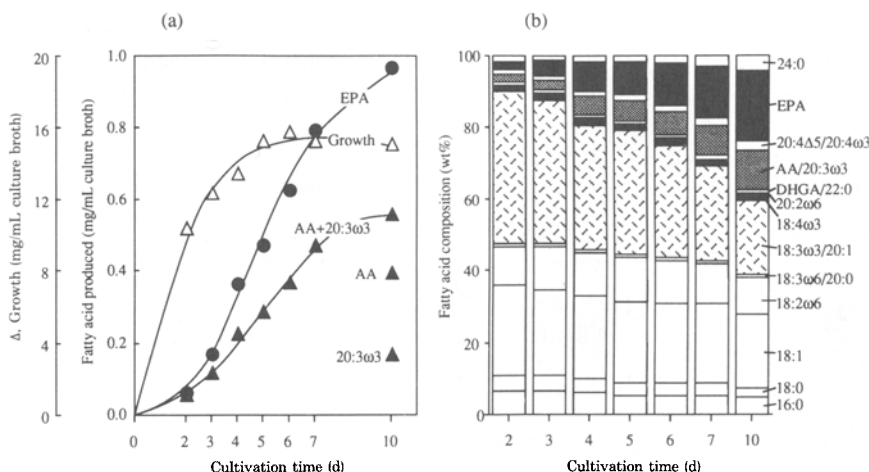 (a)
(b)
Δ. Growth (mg/mL culture broth)
20
16
12
8
4
0
Fatty acid produced (mg/mL culture broth)
1.0
0.8
0.6
0.4
0.2
0.0
EPA
Growth
AA+20:3ω3
AA
20:3ω3
0
2
3
4
5
6
7
10
Cultivation time (d)
Fatty acid composition (wt%)
100
80
60
40
20
0
2
3
4
5
6
7
10
Cultivation time (d)
24:0
EPA
20:4Δ5/20:4ω3
AA/20:3ω3
DHGA/22:0
20:2ω6
18:4ω3
18:3ω3/20:1
18:3ω6/20:0
18:2ω6
18:1
18:0
16:0